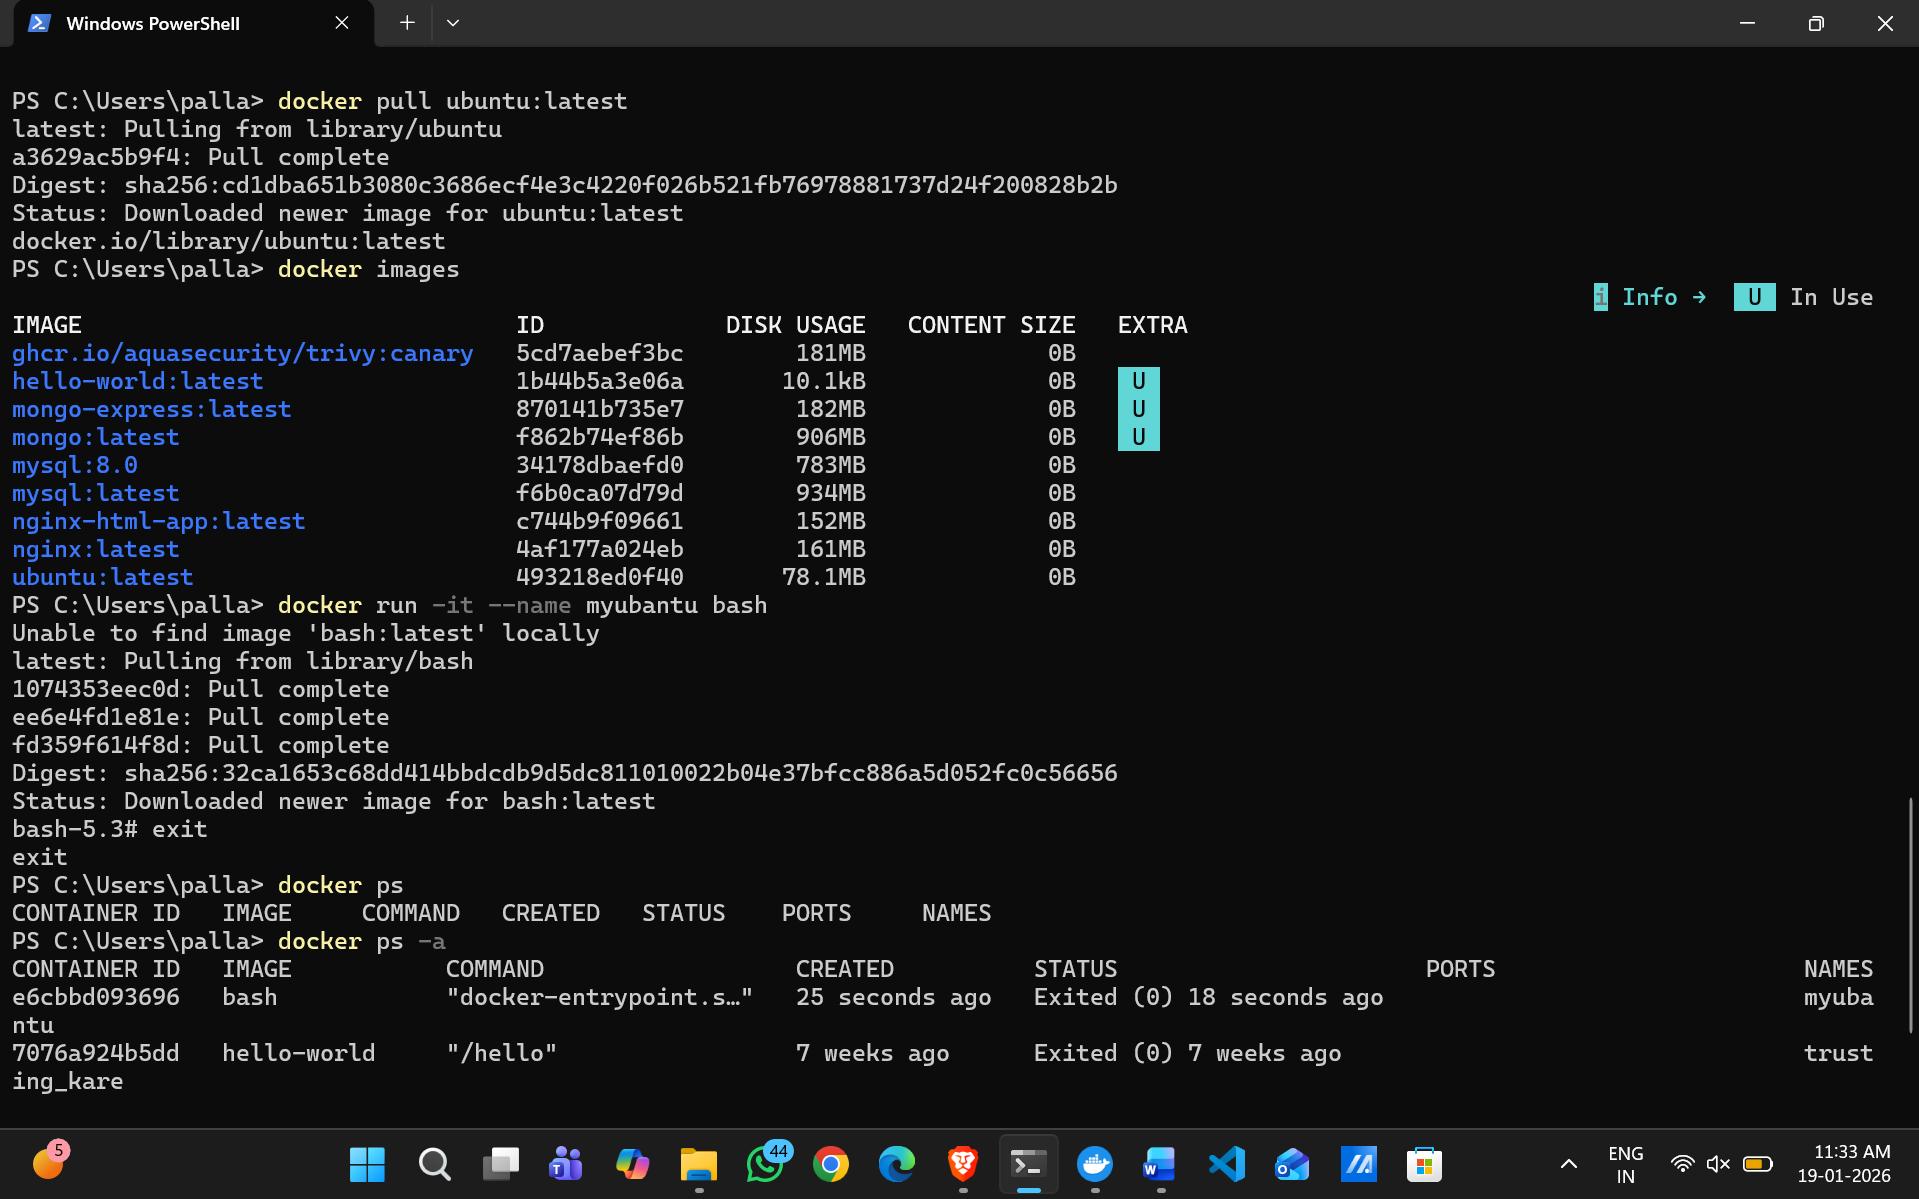 Windows PowerShell
PS C:\Users\palla> docker pull ubuntu:latest
latest: Pulling from library/ubuntu
a3629ac5b9f4: Pull complete
Digest: sha256:cd1dba651b3080c3686ecf4e3c4220f026b521fb76978881737d24f200828b2b
Status: Downloaded newer image for ubuntu:latest
docker.io/library/ubuntu:latest
PS C:\Users\palla> docker images
i Info → U In Use
IMAGE ID DISK USAGE CONTENT SIZE EXTRA
ghcr.io/aquasecurity/trivy:canary 5cd7aebef3bc 181MB 0B
hello-world:latest 1b44b5a3e06a 10.1kB 0B U
mongo-express:latest 870141b735e7 182MB 0B U
mongo:latest f862b74ef86b 906MB 0B U
mysql:8.0 34178dbaefd0 783MB 0B
mysql:latest f6b0ca07d79d 934MB 0B
nginx-html-app:latest c744b9f09661 152MB 0B
nginx:latest 4af177a024eb 161MB 0B
ubuntu:latest 493218ed0f40 78.1MB 0B
PS C:\Users\palla> docker run -it --name myubantu bash
Unable to find image 'bash:latest' locally
latest: Pulling from library/bash
1074353eec0d: Pull complete
ee6e4fd1e81e: Pull complete
fd359f614f8d: Pull complete
Digest: sha256:32ca1653c68dd414bbdcdb9d5dc811010022b04e37bfcc886a5d052fc0c56656
Status: Downloaded newer image for bash:latest
bash-5.3# exit
exit
PS C:\Users\palla> docker ps
CONTAINER ID IMAGE COMMAND CREATED STATUS PORTS NAMES
PS C:\Users\palla> docker ps -a
CONTAINER ID IMAGE COMMAND CREATED STATUS PORTS NAMES
e6cbbd093696 bash "docker-entrypoint.s…" 25 seconds ago Exited (0) 18 seconds ago myuba
ntu
7076a924b5dd hello-world "/hello" 7 weeks ago Exited (0) 7 weeks ago trust
ing_kare
5
44
ENG
IN
11:33 AM
19-01-2026